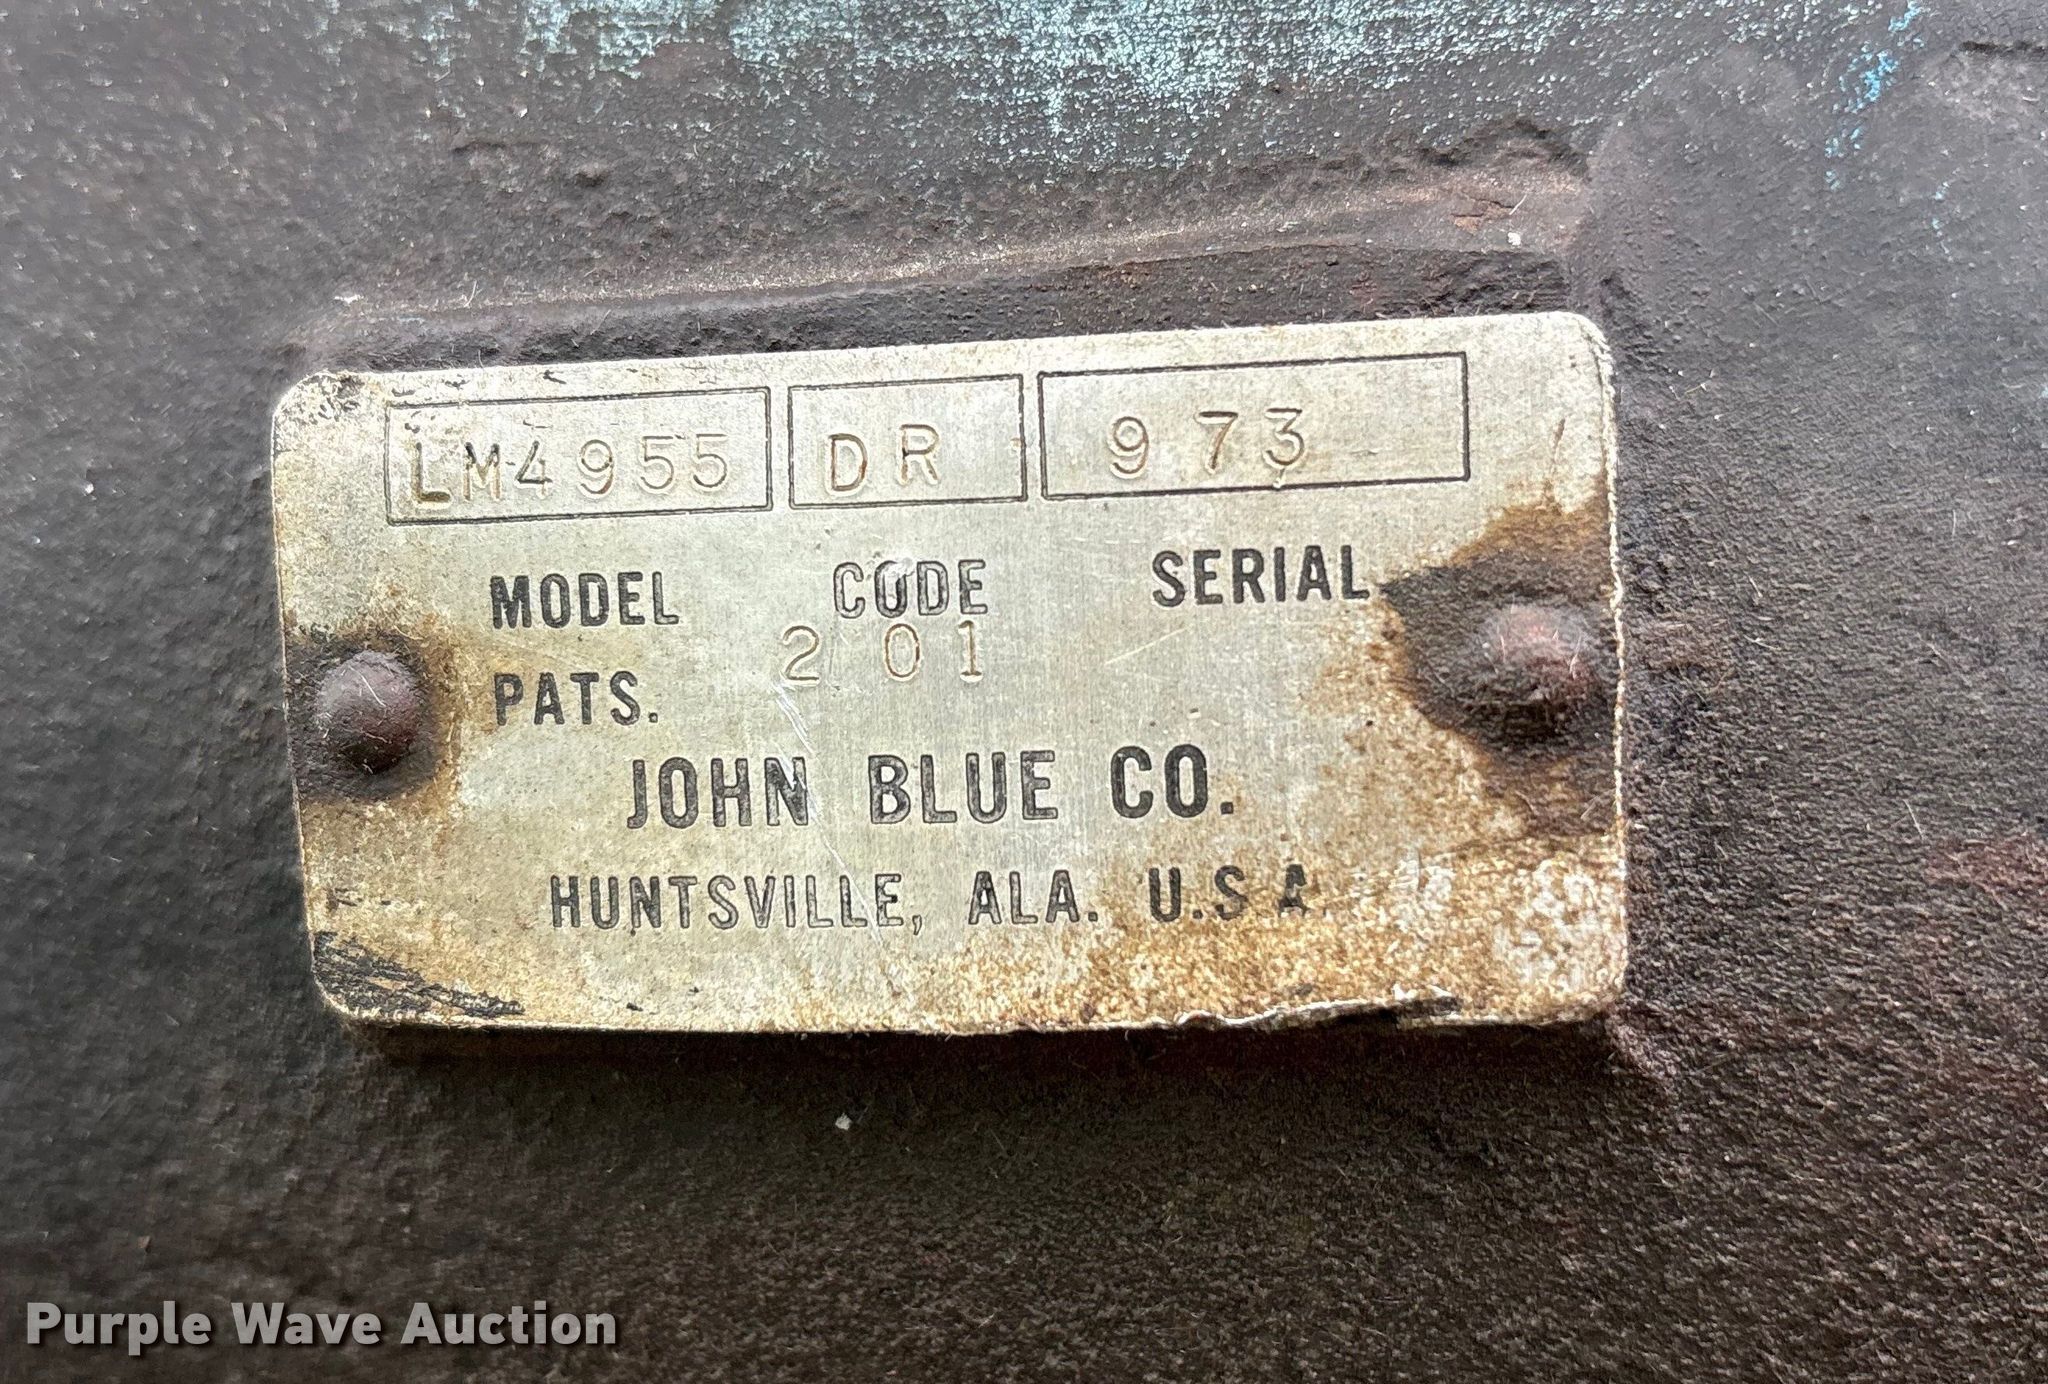 LM4955 DR 973
MODEL CODE SERIAL
201
PATS.
JOHN BLUE CO.
HUNTSVILLE, ALA. U.S.A.
Purple Wave Auction